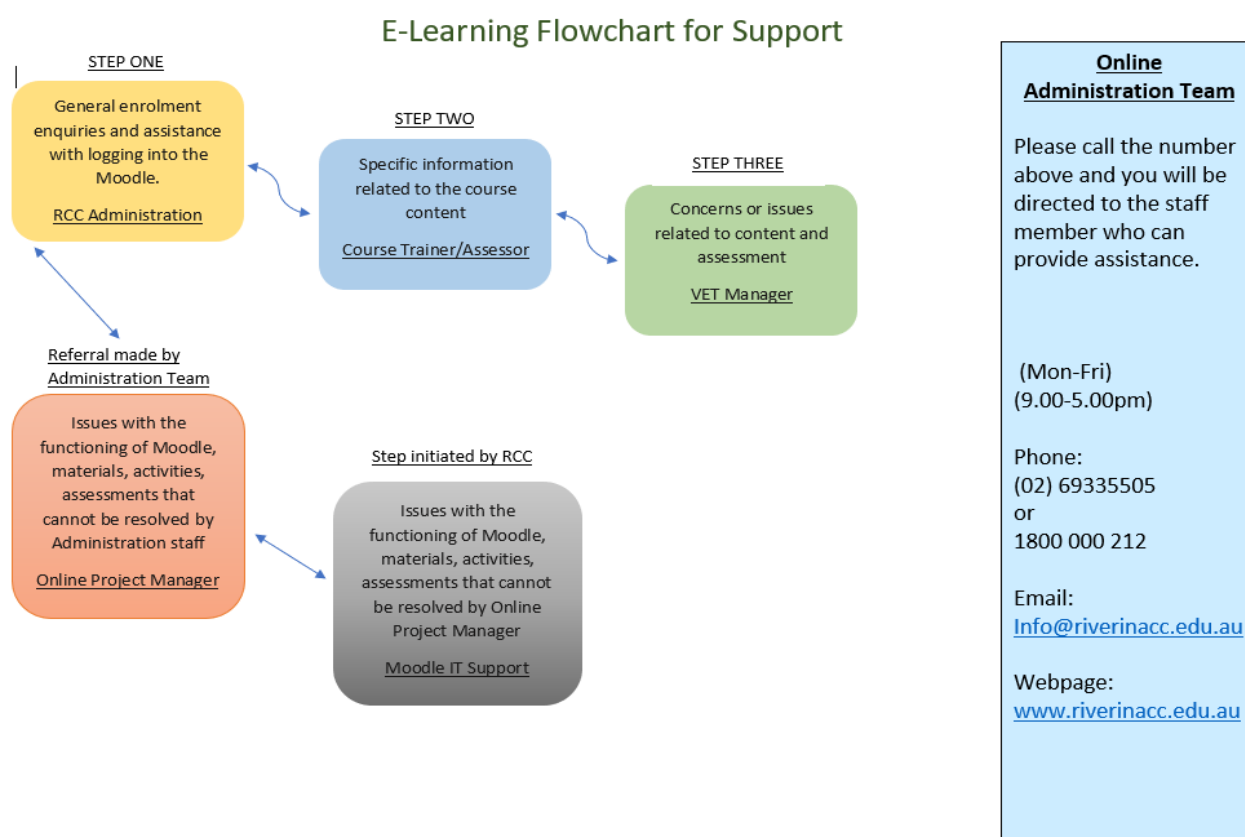 E-Learning Flowchart for Support
STEP ONE
General enrolment
enquiries and assistance
with logging into the
Moodle.
RCC Administration
STEP TWO
Specific information
related to the course
content
Course Trainer/Assessor
STEP THREE
Concerns or issues
related to content and
assessment
VET Manager
Referral made by
Administration Team
Issues with the
functioning of Moodle,
materials, activities,
assessments that
cannot be resolved by
Administration staff
Online Project Manager
Step initiated by RCC
Issues with the
functioning of Moodle,
materials, activities,
assessments that cannot
be resolved by Online
Project Manager
Moodle IT Support
Online
Administration Team
Please call the number
above and you will be
directed to the staff
member who can
provide assistance.
(Mon-Fri)
(9.00-5.00pm)
Phone:
(02) 69335505
or
1800 000 212
Email:
Info@riverinacc.edu.au
Webpage:
www.riverinacc.edu.au